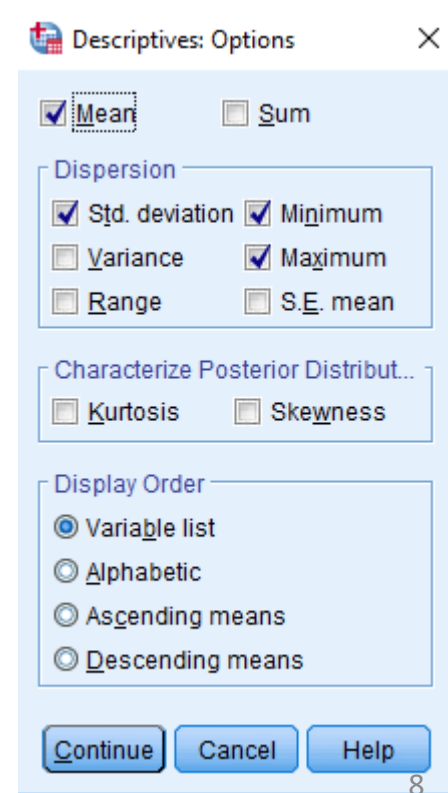 Descriptives: Options
Mean Sum
Dispersion
Std. deviation Minimum
Variance Maximum
Range S.E. mean
Characterize Posterior Distribut...
Kurtosis Skewness
Display Order
Variable list
Alphabetic
Ascending means
Descending means
Continue Cancel Help
8